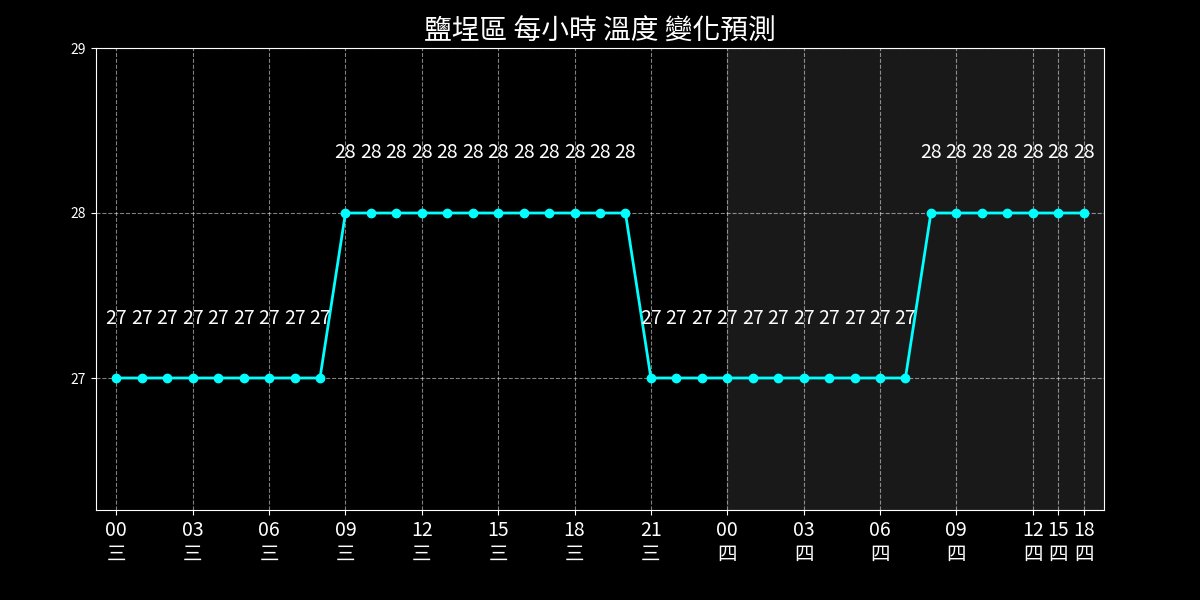 鹽埕區 每小時 溫度 變化預測
29
28 28 28 28 28 28 28 28 28 28 28 28 28 28 28 28 28 28 28
28
27 27 27 27 27 27 27 27 27 27 27 27 27 27 27 27 27 27 27 27
27
00 03 06 09 12 15 18 21 00 03 06 09 12 15 18
三 三 三 三 三 三 三 三 四 四 四 四 四 四 四